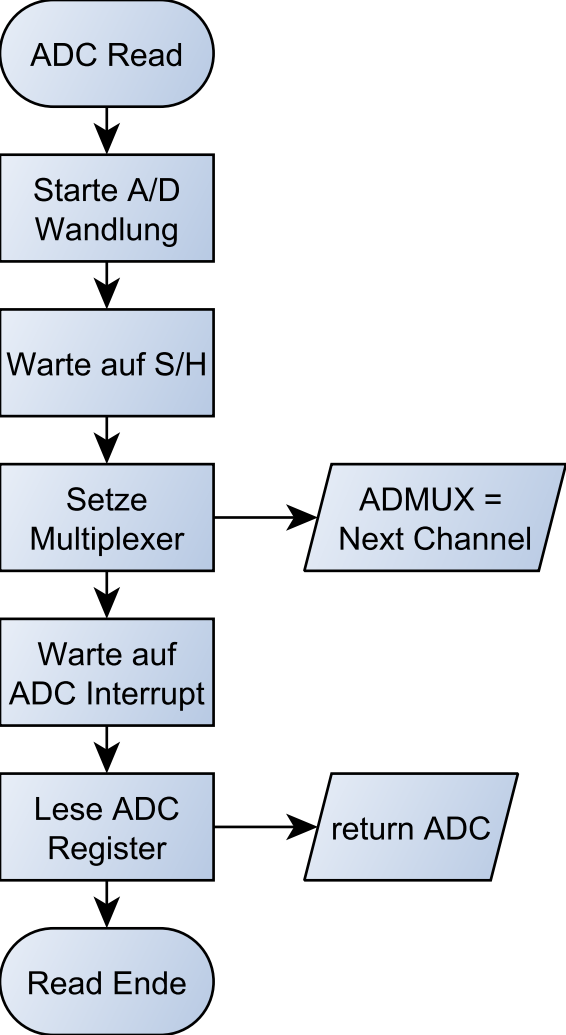 ADC Read
Starte A/D
Wandlung
Warte auf S/H
Setze
Multiplexer
ADMUX =
Next Channel
Warte auf
ADC Interrupt
Lese ADC
Register
return ADC
Read Ende